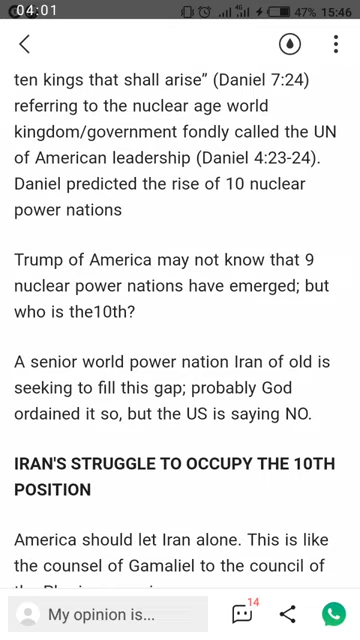 04:01
4G
47% 15:46
ten kings that shall arise” (Daniel 7:24)
referring to the nuclear age world
kingdom/government fondly called the UN
of American leadership (Daniel 4:23-24).
Daniel predicted the rise of 10 nuclear
power nations
Trump of America may not know that 9
nuclear power nations have emerged; but
who is the10th?
A senior world power nation Iran of old is
seeking to fill this gap; probably God
ordained it so, but the US is saying NO.
IRAN'S STRUGGLE TO OCCUPY THE 10TH
POSITION
America should let Iran alone. This is like
the counsel of Gamaliel to the council of
My opinion is...
14